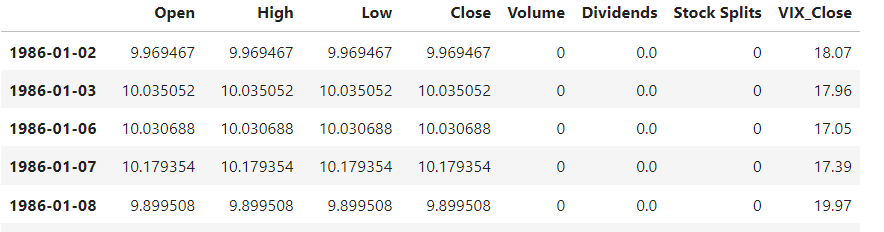 Open High Low Close Volume Dividends Stock Splits VIX_Close
1986-01-02 9.969467 9.969467 9.969467 9.969467 0 0.0 0 18.07
1986-01-03 10.035052 10.035052 10.035052 10.035052 0 0.0 0 17.96
1986-01-06 10.030688 10.030688 10.030688 10.030688 0 0.0 0 17.05
1986-01-07 10.179354 10.179354 10.179354 10.179354 0 0.0 0 17.39
1986-01-08 9.899508 9.899508 9.899508 9.899508 0 0.0 0 19.97